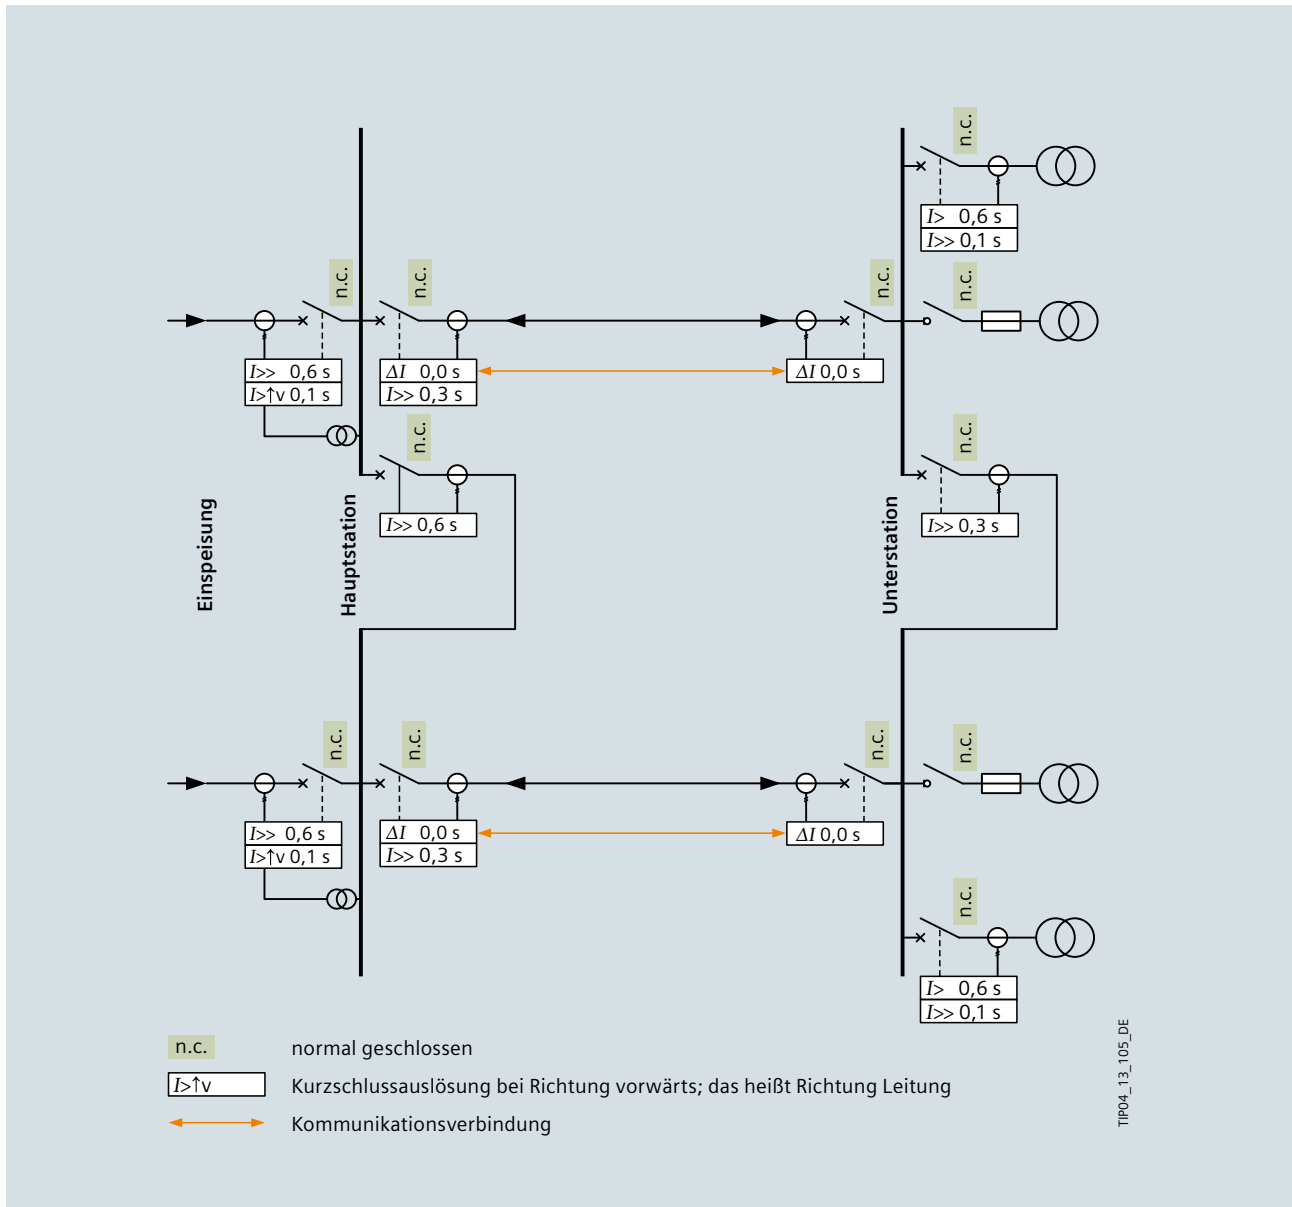 n.c.
I> 0,6 s
I>> 0,1 s
n.c.
n.c.
n.c.
n.c.
I>> 0,6 s
I>↑v 0,1 s
ΔI 0,0 s
I>> 0,3 s
ΔI 0,0 s
n.c.
n.c.
I>> 0,6 s
I>> 0,3 s
Einspeisung
Hauptstation
Unterstation
n.c.
n.c.
n.c.
n.c.
I>> 0,6 s
I>↑v 0,1 s
ΔI 0,0 s
I>> 0,3 s
ΔI 0,0 s
n.c.
I> 0,6 s
I>> 0,1 s
n.c. normal geschlossen
I>↑v Kurzschlussauslösung bei Richtung vorwärts; das heißt Richtung Leitung
Kommunikationsverbindung
TIP04_13_105_DE